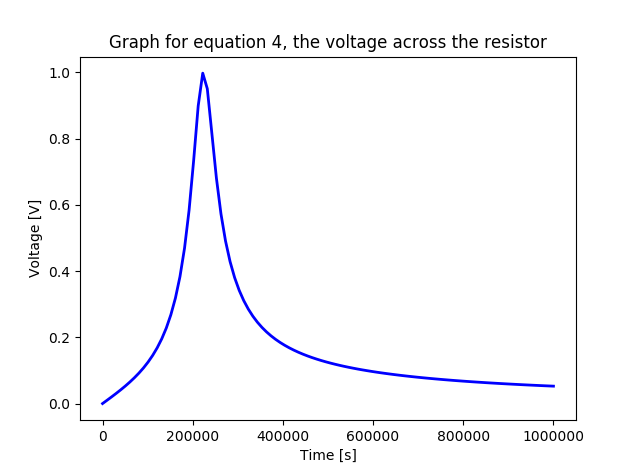 Graph for equation 4, the voltage across the resistor
1.0
0.8
0.6
0.4
0.2
0.0
Voltage [V]
0 200000 400000 600000 800000 1000000
Time [s]